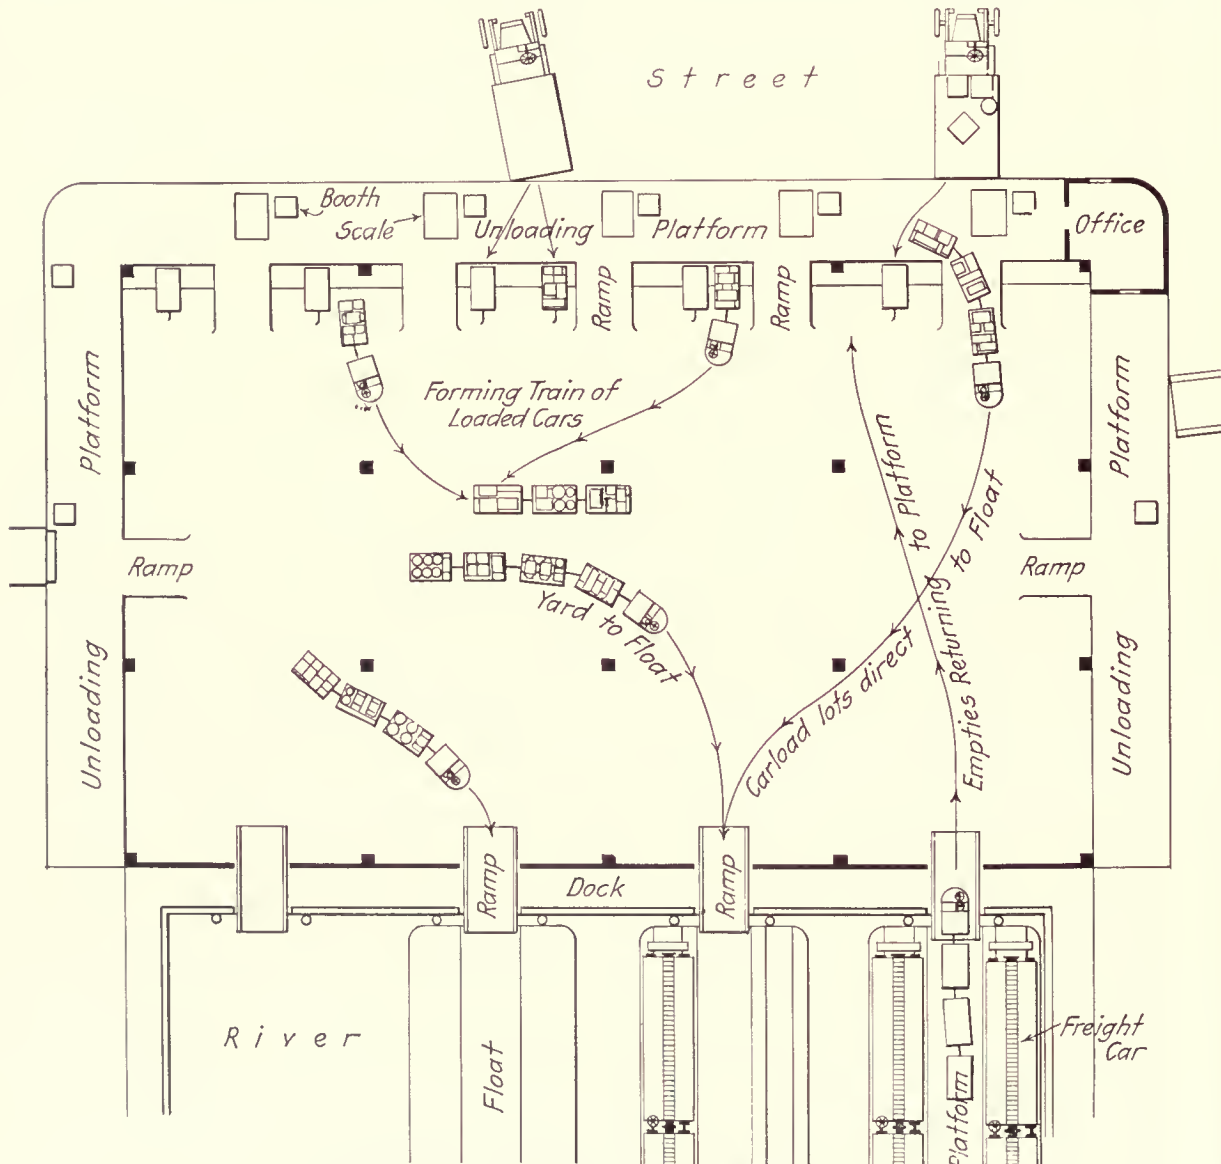 Street
Booth
Scale
Unloading Platform
Office
Ramp
Ramp
Forming Train of
Loaded Cars
Platform
Platform
to Platform
to Float
Ramp
Ramp
Yard to Float
Unloading
Carload lots direct
Empties Returning
Unloading
Ramp
Dock
Ramp
River
Float
Freight
Car
Platform